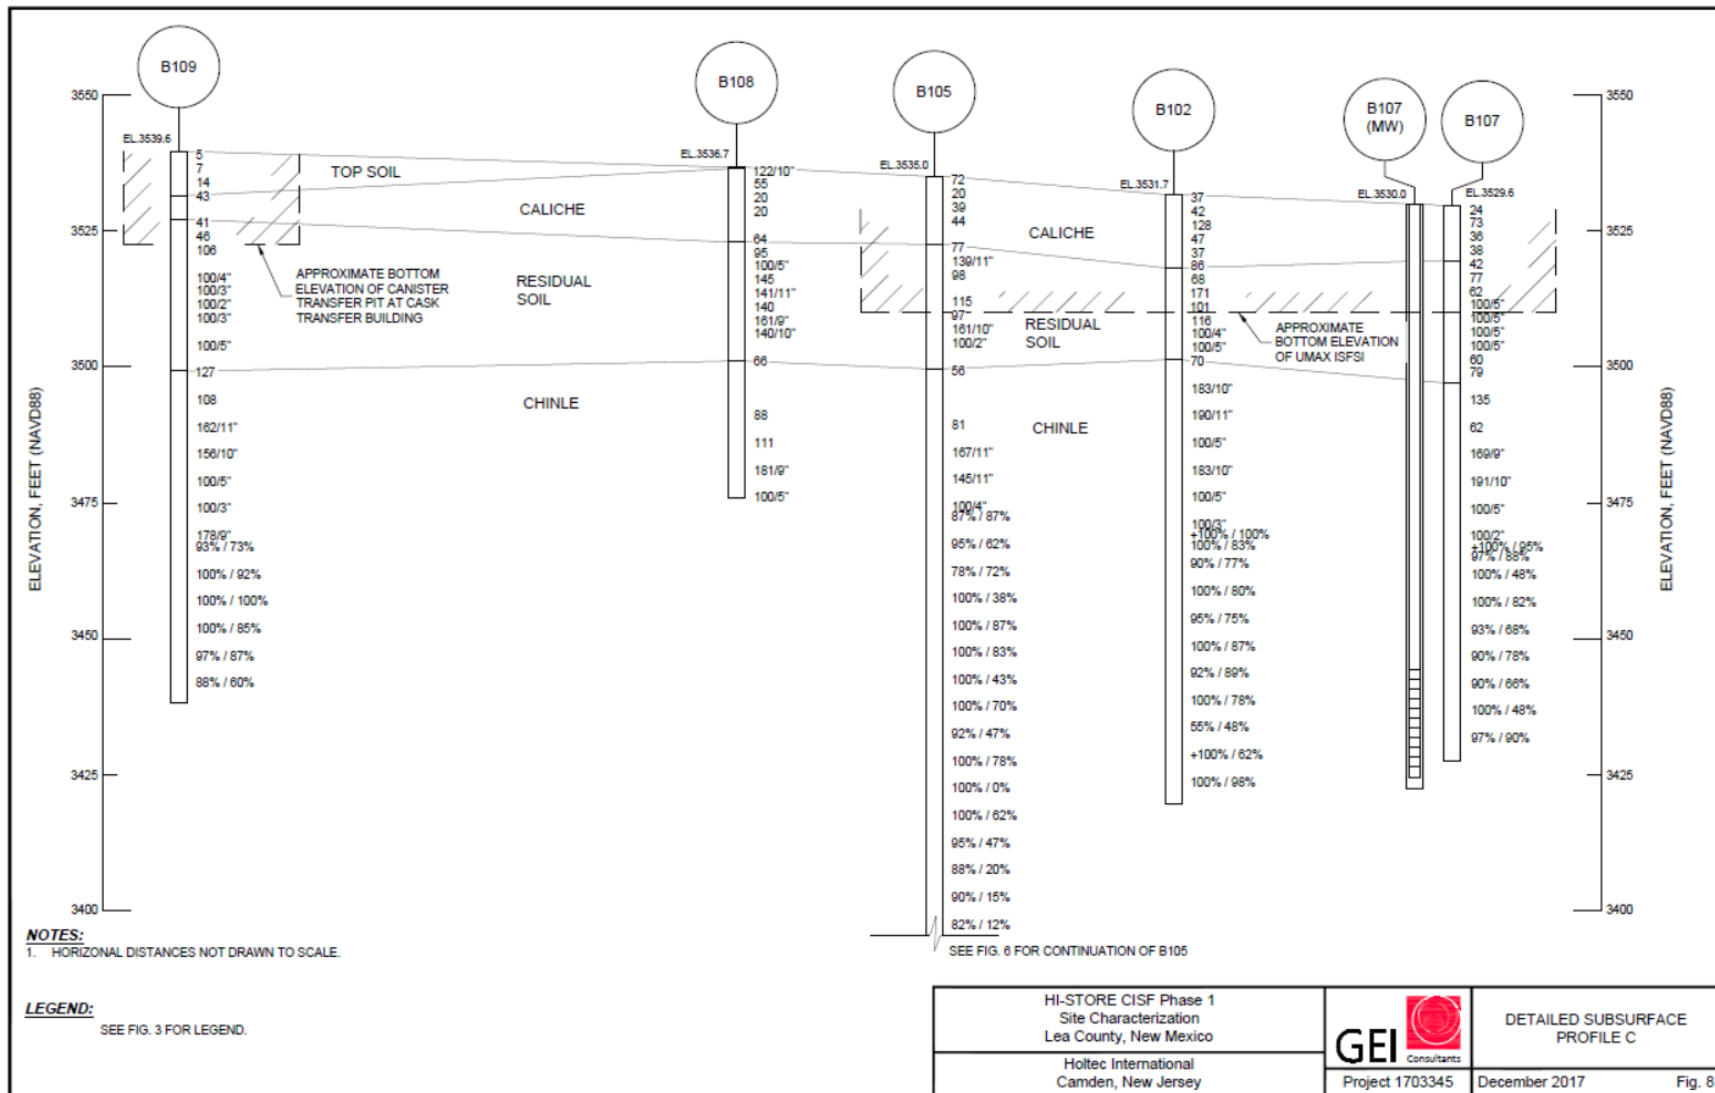 B109
B108
B105
B102
B107
(MW)
B107
3550
3525
3500
3475
3450
3425
3400
ELEVATION, FEET (NAVD88)
EL.3539.6
5
7
14
43
41
46
106
100/4"
100/3"
100/2"
100/3"
100/5"
127
108
162/11"
156/10"
100/5"
100/3"
178/9"
93% / 73%
100% / 92%
100% / 100%
100% / 85%
97% / 87%
88% / 60%
TOP SOIL
CALICHE
RESIDUAL
SOIL
CHINLE
APPROXIMATE BOTTOM
ELEVATION OF CANISTER
TRANSFER PIT AT CASK
TRANSFER BUILDING
EL.3536.7
122/10"
55
20
20
64
95
100/5"
145
141/11"
140
161/9"
140/10"
66
88
111
181/9"
100/5"
EL.3535.0
72
20
39
44
77
139/11"
98
115
97
161/10"
100/2"
56
81
167/11"
145/11"
100/4"
87% / 87%
95% / 62%
78% / 72%
100% / 38%
100% / 87%
100% / 83%
100% / 43%
100% / 70%
92% / 47%
100% / 78%
100% / 0%
100% / 62%
95% / 47%
88% / 20%
90% / 15%
82% / 12%
SEE FIG. 6 FOR CONTINUATION OF B105
CALICHE
RESIDUAL
SOIL
CHINLE
EL.3531.7
37
42
128
47
37
86
68
171
101
116
100/4"
100/5"
70
183/10"
190/11"
100/5"
183/10"
100/5"
100/3"
+100% / 100%
100% / 83%
90% / 77%
100% / 80%
95% / 75%
100% / 87%
92% / 89%
100% / 78%
55% / 48%
+100% / 62%
100% / 98%
APPROXIMATE
BOTTOM ELEVATION
OF UMAX ISFSI
EL.3530.0
EL.3529.6
24
73
36
38
42
77
62
100/5"
100/5"
100/5"
100/5"
60
79
135
62
169/9"
191/10"
100/5"
100/2"
+100% / 95%
97% / 88%
100% / 48%
100% / 82%
93% / 68%
90% / 78%
90% / 66%
100% / 48%
97% / 90%
3550
3525
3500
3475
3450
3425
3400
ELEVATION, FEET (NAVD88)
NOTES:
1. HORIZONAL DISTANCES NOT DRAWN TO SCALE.
LEGEND:
SEE FIG. 3 FOR LEGEND.
HI-STORE CISF Phase 1
Site Characterization
Lea County, New Mexico
Holtec International
Camden, New Jersey
GEI
Consultants
Project 1703345
DETAILED SUBSURFACE
PROFILE C
December 2017
Fig. 8